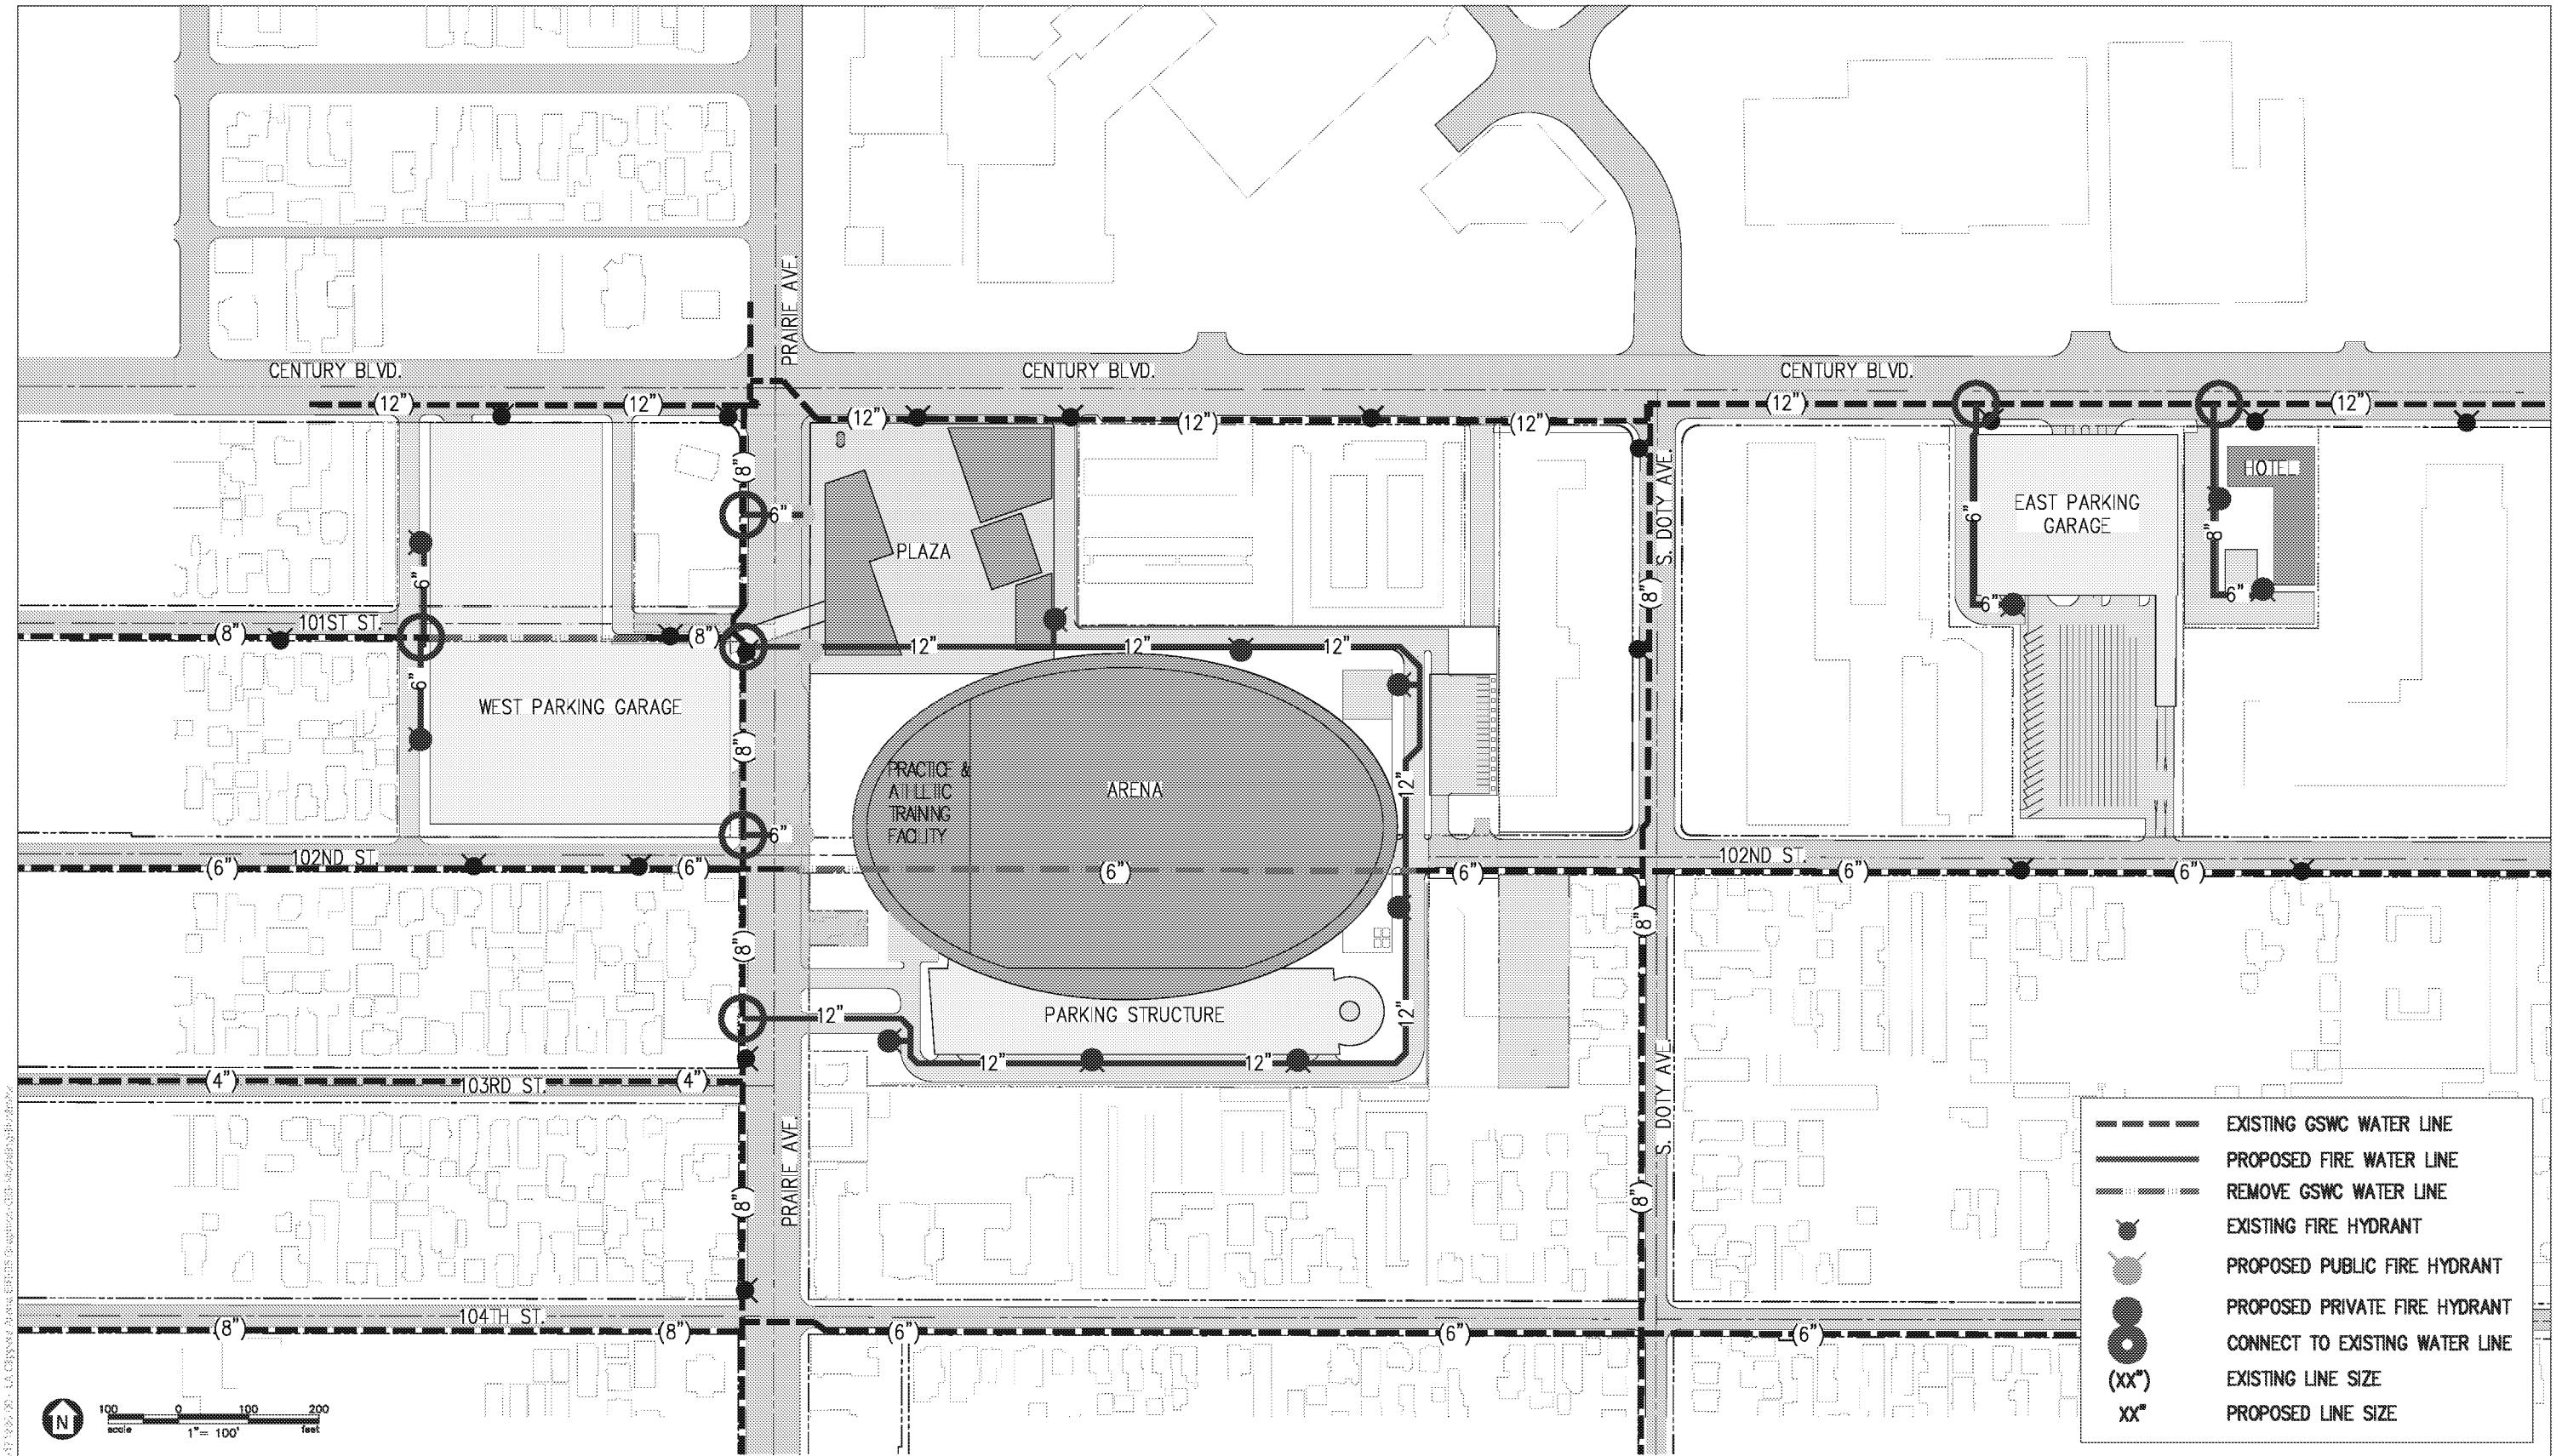 PRAIRIE AVE.
CENTURY BLVD.
CENTURY BLVD.
CENTURY BLVD.
(12")
(12")
(12")
(12")
(12")
(12")
(12")
(8")
6"
PLAZA
S. DOTY AVE.
EAST PARKING
GARAGE
HOTEL
6"
8"
6"
6"
6"
(8")
101ST ST.
(8")
(8")
12"
12"
12"
6"
WEST PARKING GARAGE
(8")
PRACTICE &
ATHLETIC
TRAINING
FACILITY
ARENA
12"
6"
102ND ST.
102ND ST.
(6")
(6")
(6")
(6")
(6")
(6")
(8")
(8")
12"
PARKING STRUCTURE
12"
12"
12"
(4")
103RD ST.
(4")
PRAIRIE AVE.
(8")
S. DOTY AVE.
(8")
104TH ST.
(8")
(8")
(6")
(6")
(6")
EXISTING GSWC WATER LINE
PROPOSED FIRE WATER LINE
REMOVE GSWC WATER LINE
EXISTING FIRE HYDRANT
PROPOSED PUBLIC FIRE HYDRANT
PROPOSED PRIVATE FIRE HYDRANT
CONNECT TO EXISTING WATER LINE
(XX") EXISTING LINE SIZE
XX" PROPOSED LINE SIZE
N
100 0 100 200
scale 1"= 100' feet